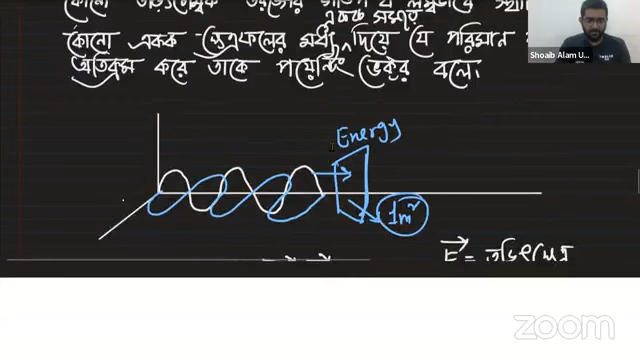 কোনো তড়িৎচুম্বক তরঙ্গের গতিপথে লম্বভাবে
একক সময়ে
কোনো একক ক্ষেত্রফলের মধ্য দিয়ে যে পরিমান
অতিক্রম করে তাকে পয়েন্টিং ভেক্টর বলে।
Shoaib Alam U...
Energy
1m²
E = তড়িৎক্ষেত্র
zoom